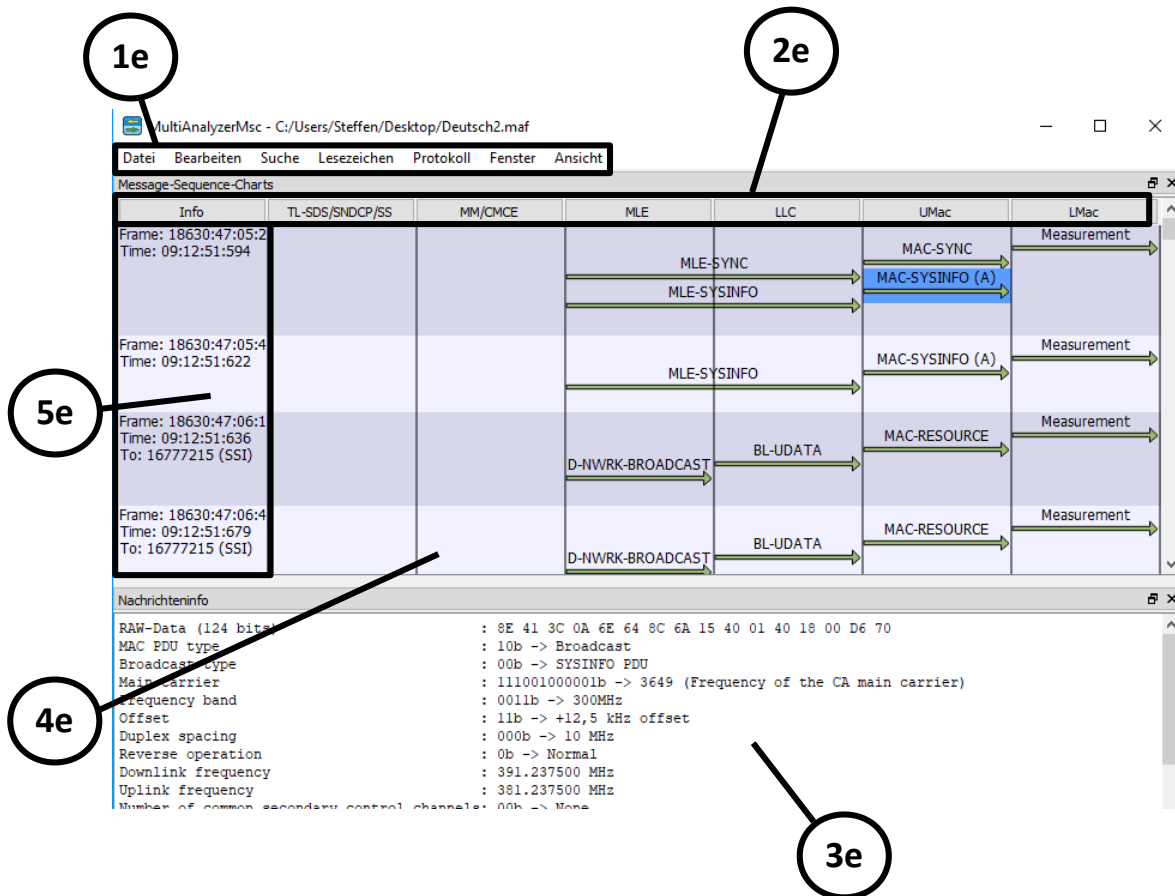 1e
2e
MultiAnalyzerMsc - C:/Users/Steffen/Desktop/Deutsch2.maf
Datei Bearbeiten Suche Lesezeichen Protokoll Fenster Ansicht
Message-Sequence-Charts
Info TL-SDS/SNDCP/SS MM/CMCE MLE LLC UMac LMac
Frame: 18630:47:05:2
Time: 09:12:51:594
Measurement
MAC-SYNC
MLE-SYNC
MAC-SYSINFO (A)
MLE-SYSINFO
Frame: 18630:47:05:4
Time: 09:12:51:622
Measurement
MAC-SYSINFO (A)
MLE-SYSINFO
5e
Frame: 18630:47:06:1
Time: 09:12:51:636
To: 16777215 (SSI)
Measurement
MAC-RESOURCE
BL-UDATA
D-NWRK-BROADCAST
Frame: 18630:47:06:4
Time: 09:12:51:679
To: 16777215 (SSI)
Measurement
MAC-RESOURCE
BL-UDATA
D-NWRK-BROADCAST
Nachrichteninfo
RAW-Data (124 bits) : 8E 41 3C 0A 6E 64 8C 6A 15 40 01 40 18 00 D6 70
MAC PDU type : 10b -> Broadcast
Broadcast type : 00b -> SYSINFO PDU
Main carrier : 111001000001b -> 3649 (Frequency of the CA main carrier)
Frequency band : 0011b -> 300MHz
Offset : 11b -> +12,5 kHz offset
Duplex spacing : 000b -> 10 MHz
Reverse operation : 0b -> Normal
Downlink frequency : 391.237500 MHz
Uplink frequency : 381.237500 MHz
Number of common secondary control channels: 00b -> None
4e
3e